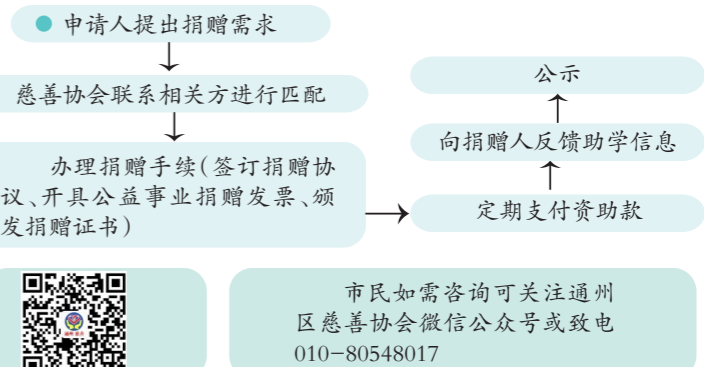 申请人提出捐赠需求
慈善协会联系相关方进行匹配
办理捐赠手续(签订捐赠协
议、开具公益事业捐赠发票、颁
发捐赠证书)
定期支付资助款
向捐赠人反馈助学信息
公示
市民如需咨询可关注通州
区慈善协会微信公众号或致电
010-80548017